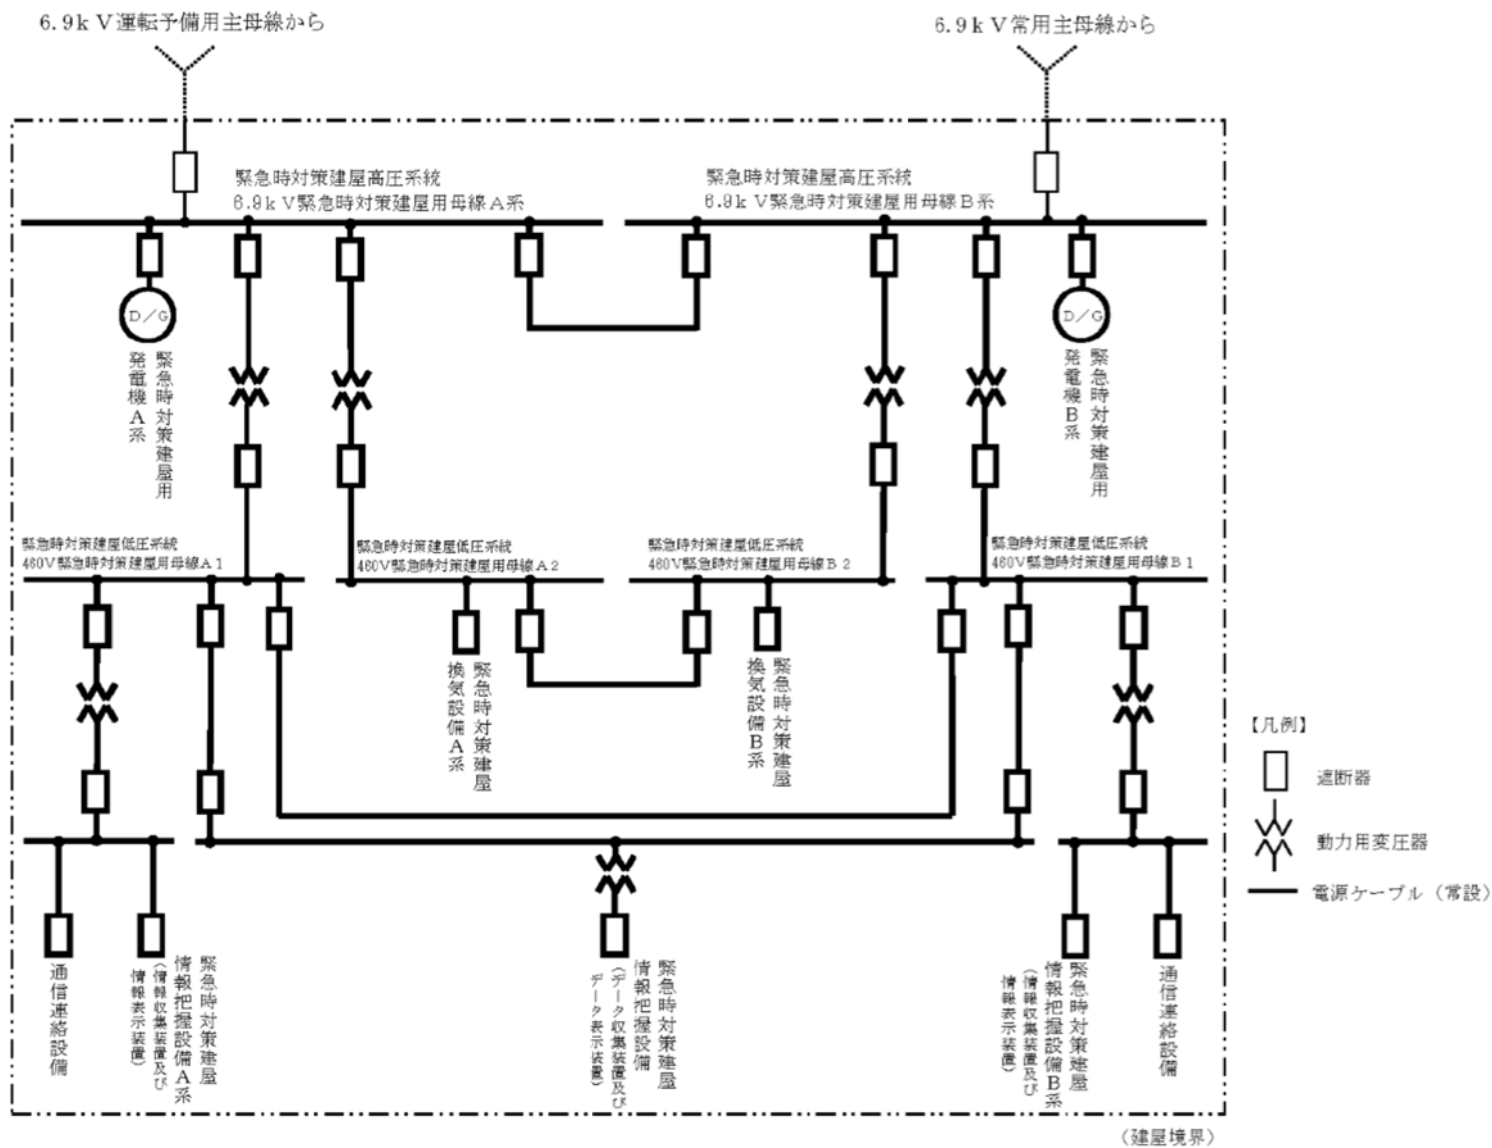 6.9kV運転予備用主母線から
6.9kV常用主母線から
緊急時対策建屋高圧系統
6.9kV緊急時対策建屋用母線A系
緊急時対策建屋高圧系統
6.9kV緊急時対策建屋用母線B系
D/G
緊急時対策建屋用
発電機A系
D/G
緊急時対策建屋用
発電機B系
緊急時対策建屋低圧系統
460V緊急時対策建屋用母線A1
緊急時対策建屋低圧系統
460V緊急時対策建屋用母線A2
緊急時対策建屋低圧系統
460V緊急時対策建屋用母線B2
緊急時対策建屋低圧系統
460V緊急時対策建屋用母線B1
緊急時対策建屋
換気設備A系
緊急時対策建屋
換気設備B系
【凡例】
遮断器
動力用変圧器
電源ケーブル（常設）
通信連絡設備
緊急時対策建屋
情報把握設備A系
（情報収集装置及び
情報表示装置）
緊急時対策建屋
情報把握設備
（データ収集装置及び
データ表示装置）
緊急時対策建屋
情報把握設備B系
（情報収集装置及び
情報表示装置）
通信連絡設備
（建屋境界）